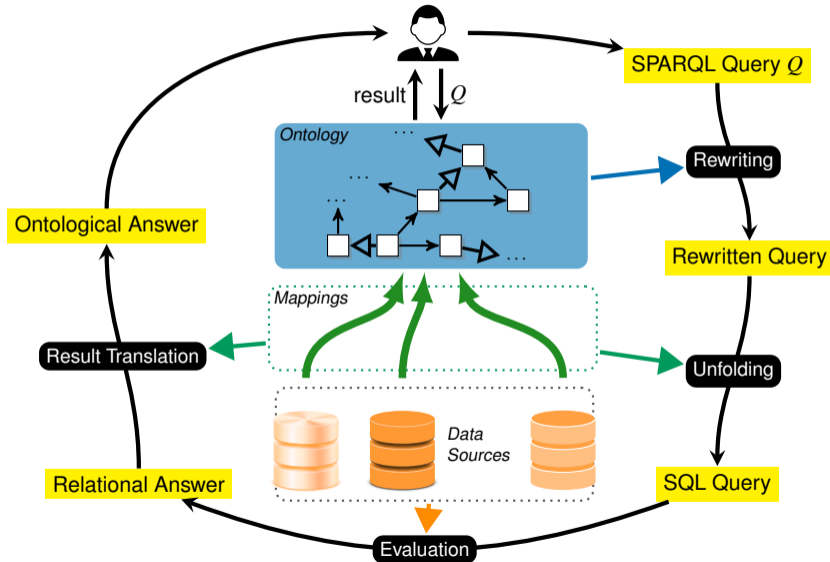 result
Q
SPARQL Query Q
Ontology
...
...
...
...
Rewriting
Ontological Answer
Rewritten Query
Mappings
Result Translation
Unfolding
Data
Sources
Relational Answer
SQL Query
Evaluation